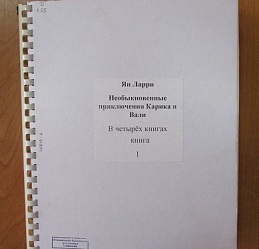 Ян Ларри
Необыкновенные
приключения Карика и
Вали
В четырёх книгах
книга
1